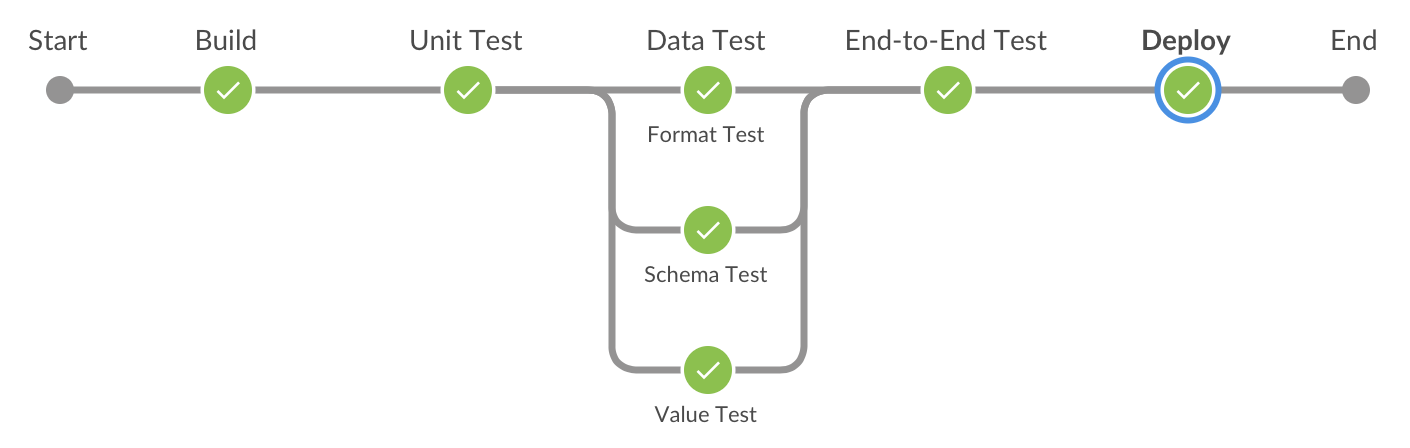 Start
Build
Unit Test
Data Test
End-to-End Test
Deploy
End
Format Test
Schema Test
Value Test